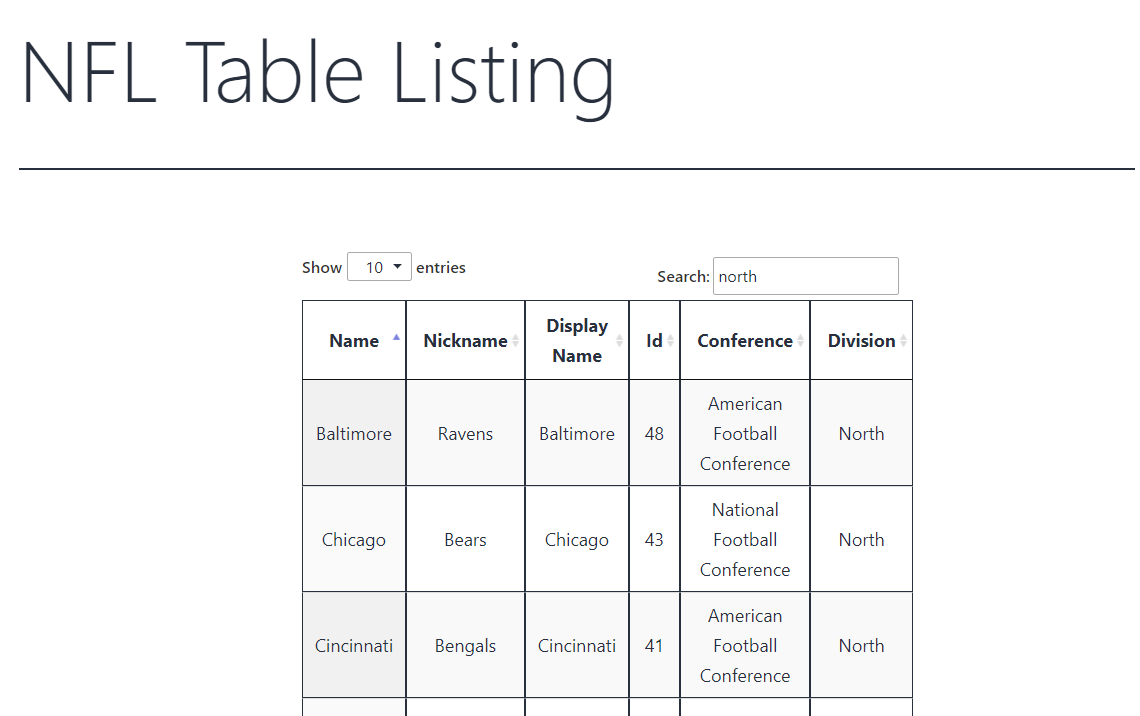 NFL Table Listing
Show 10 entries
Search: north
Name Nickname Display Name Id Conference Division
Baltimore Ravens Baltimore 48 American Football Conference North
Chicago Bears Chicago 43 National Football Conference North
Cincinnati Bengals Cincinnati 41 American Football Conference North